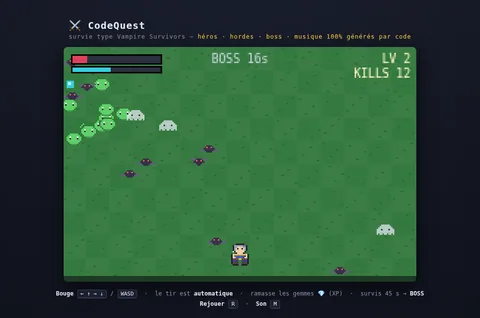 ⚔️ CodeQuest
survie type Vampire Survivors — héros · hordes · boss · musique 100% générés par code
BOSS 16s
LV 2
KILLS 12
Bouge ← ↑ → ↓ / WASD · le tir est automatique · ramasse les gemmes 💎 (XP) · survis 45 s → BOSS
Rejouer R · Son M